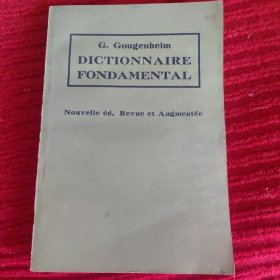 G. Gougenheim
DICTIONNAIRE
FONDAMENTAL
Nouvelle éd. Revue et Augmentée